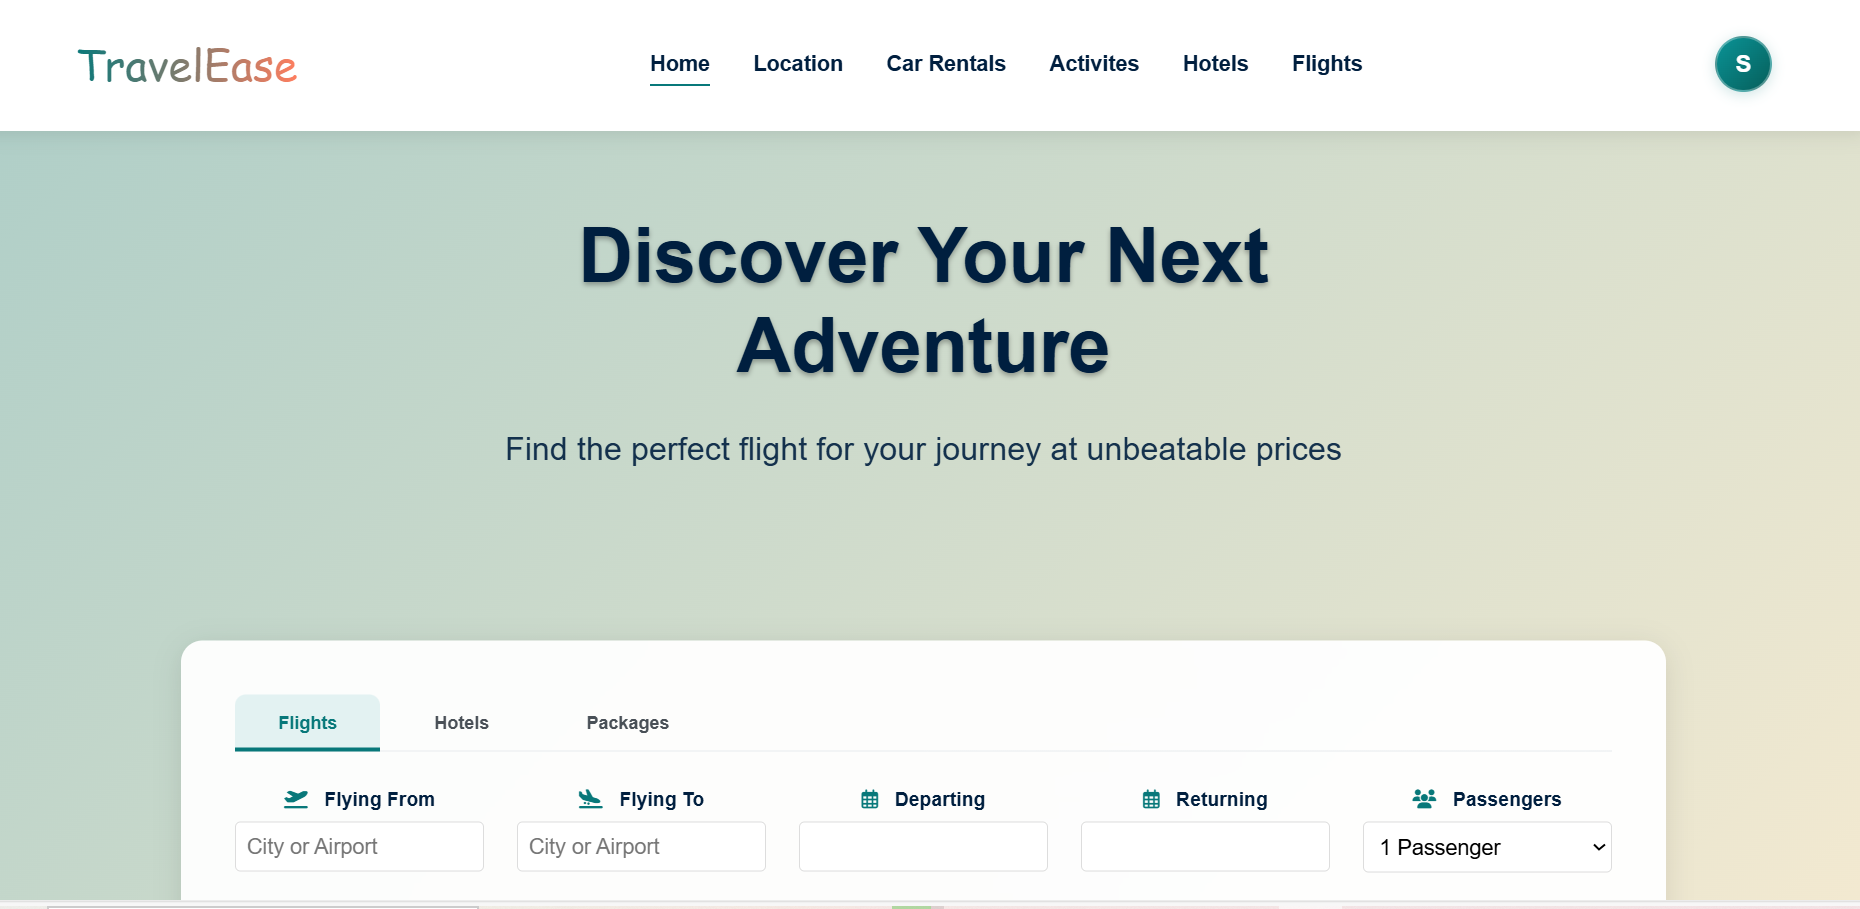 TravelEase
Home Location Car Rentals Activites Hotels Flights
S
Discover Your Next
Adventure
Find the perfect flight for your journey at unbeatable prices
Flights Hotels Packages
Flying From Flying To Departing Returning Passengers
City or Airport City or Airport 1 Passenger